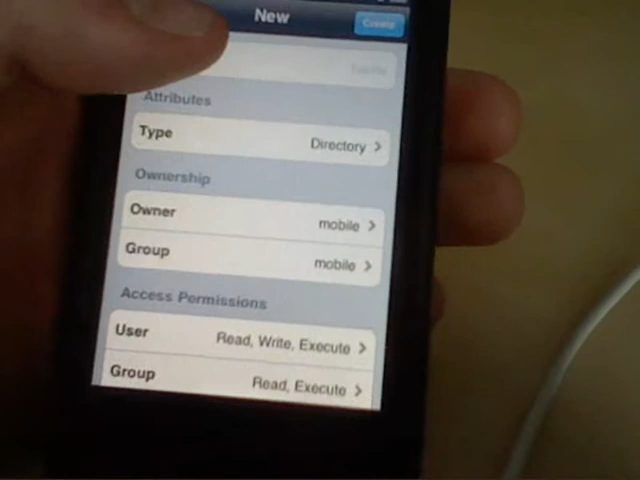 New
Create
Name
Attributes
Type Directory
Ownership
Owner mobile
Group mobile
Access Permissions
User Read, Write, Execute
Group Read, Execute